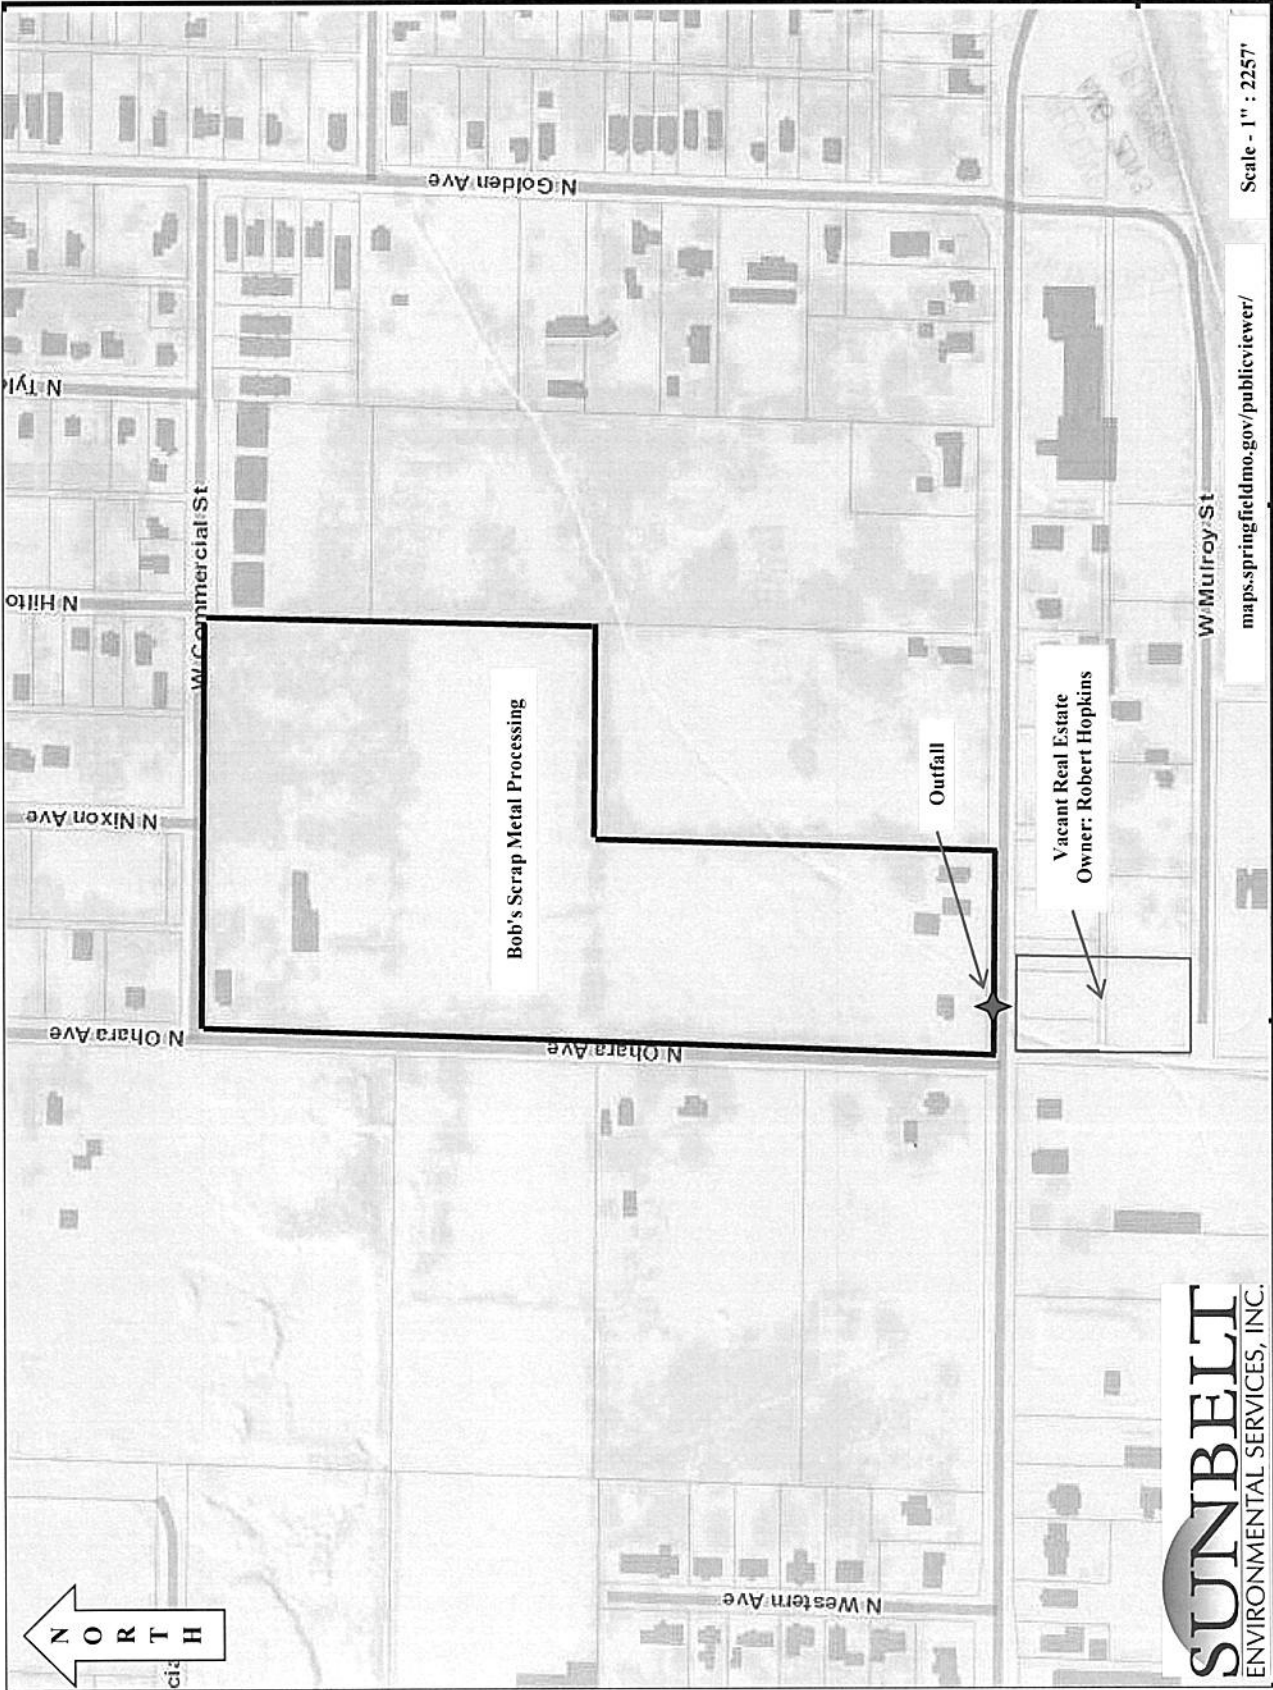 N
O
R
T
H
N Ohara Ave
N Nixon Ave
N Hilto
N Tyle
W Commercial St
N Golden Ave
Bob's Scrap Metal Processing
N Ohara Ave
N Western Ave
Outfall
Vacant Real Estate
Owner: Robert Hopkins
W Mulroy St
SUNBELT
ENVIRONMENTAL SERVICES, INC.
maps.springfieldmo.gov/publicviewer/
Scale - 1" : 2257'